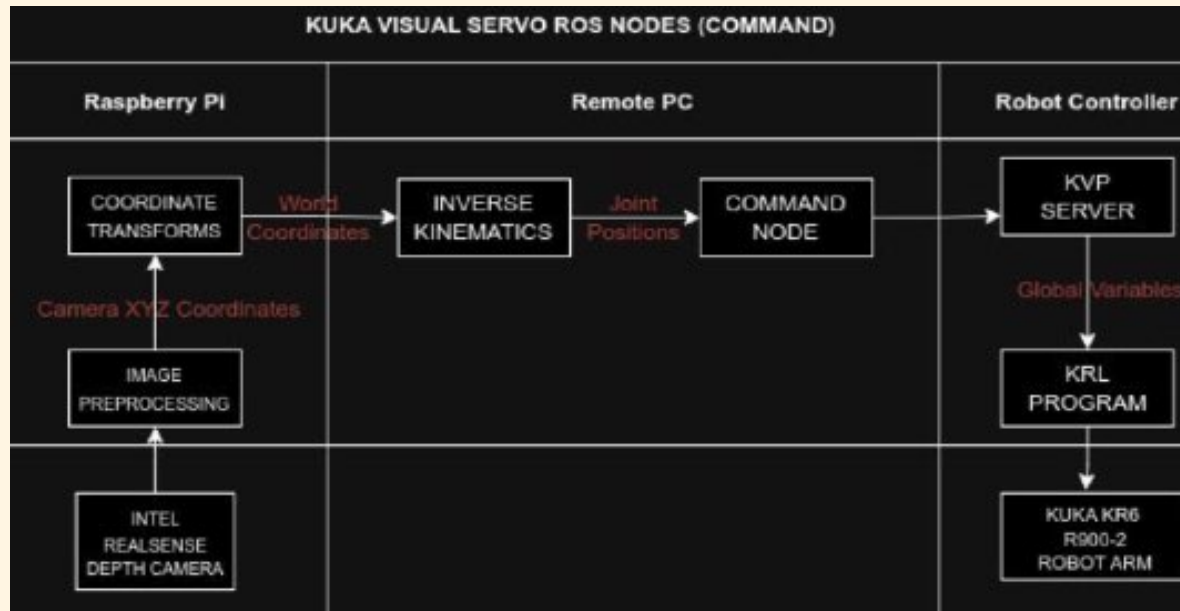 KUKA VISUAL SERVO ROS NODES (COMMAND)
Raspberry Pi
Remote PC
Robot Controller
COORDINATE
TRANSFORMS
World
Coordinates
INVERSE
KINEMATICS
Joint
Positions
COMMAND
NODE
KVP
SERVER
Camera XYZ Coordinates
Global Variables
IMAGE
PREPROCESSING
KRL
PROGRAM
INTEL
REALSENSE
DEPTH CAMERA
KUKA KR6
R900-2
ROBOT ARM